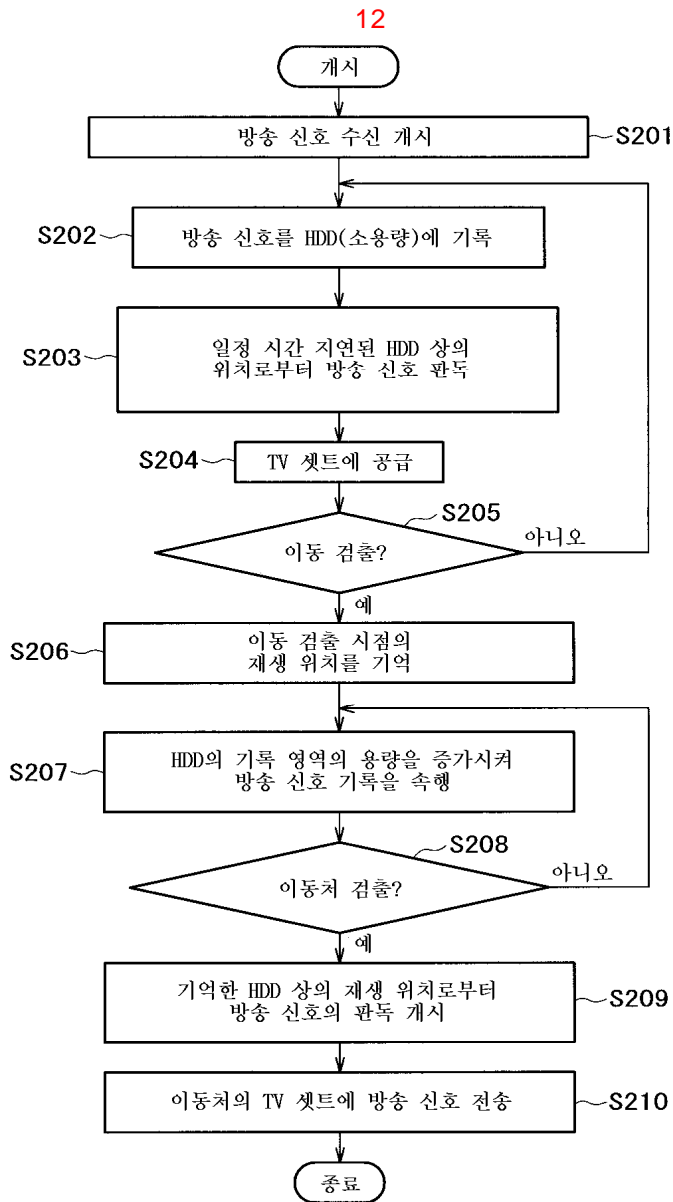 12
개시
방송 신호 수신 개시
S201
S202
방송 신호를 HDD(소용량)에 기록
S203
일정 시간 지연된 HDD 상의
위치로부터 방송 신호 판독
S204
TV 셋트에 공급
S205
이동 검출?
아니오
예
S206
이동 검출 시점의
재생 위치를 기억
S207
HDD의 기록 영역의 용량을 증가시켜
방송 신호 기록을 속행
S208
이동처 검출?
아니오
예
기억한 HDD 상의 재생 위치로부터
방송 신호의 판독 개시
S209
이동처의 TV 셋트에 방송 신호 전송
S210
종료